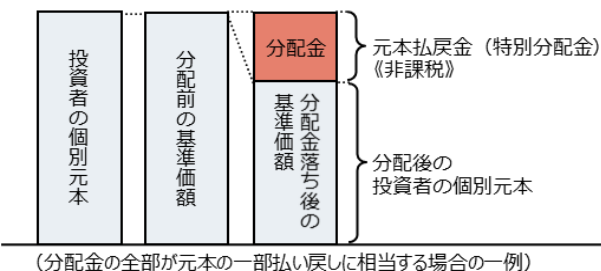 投資者の個別元本
分配前の基準価額
分配金
分配金落ち後の
基準価額
元本払戻金（特別分配金）
《非課税》
分配後の
投資者の個別元本
（分配金の全部が元本の一部払い戻しに相当する場合の一例）